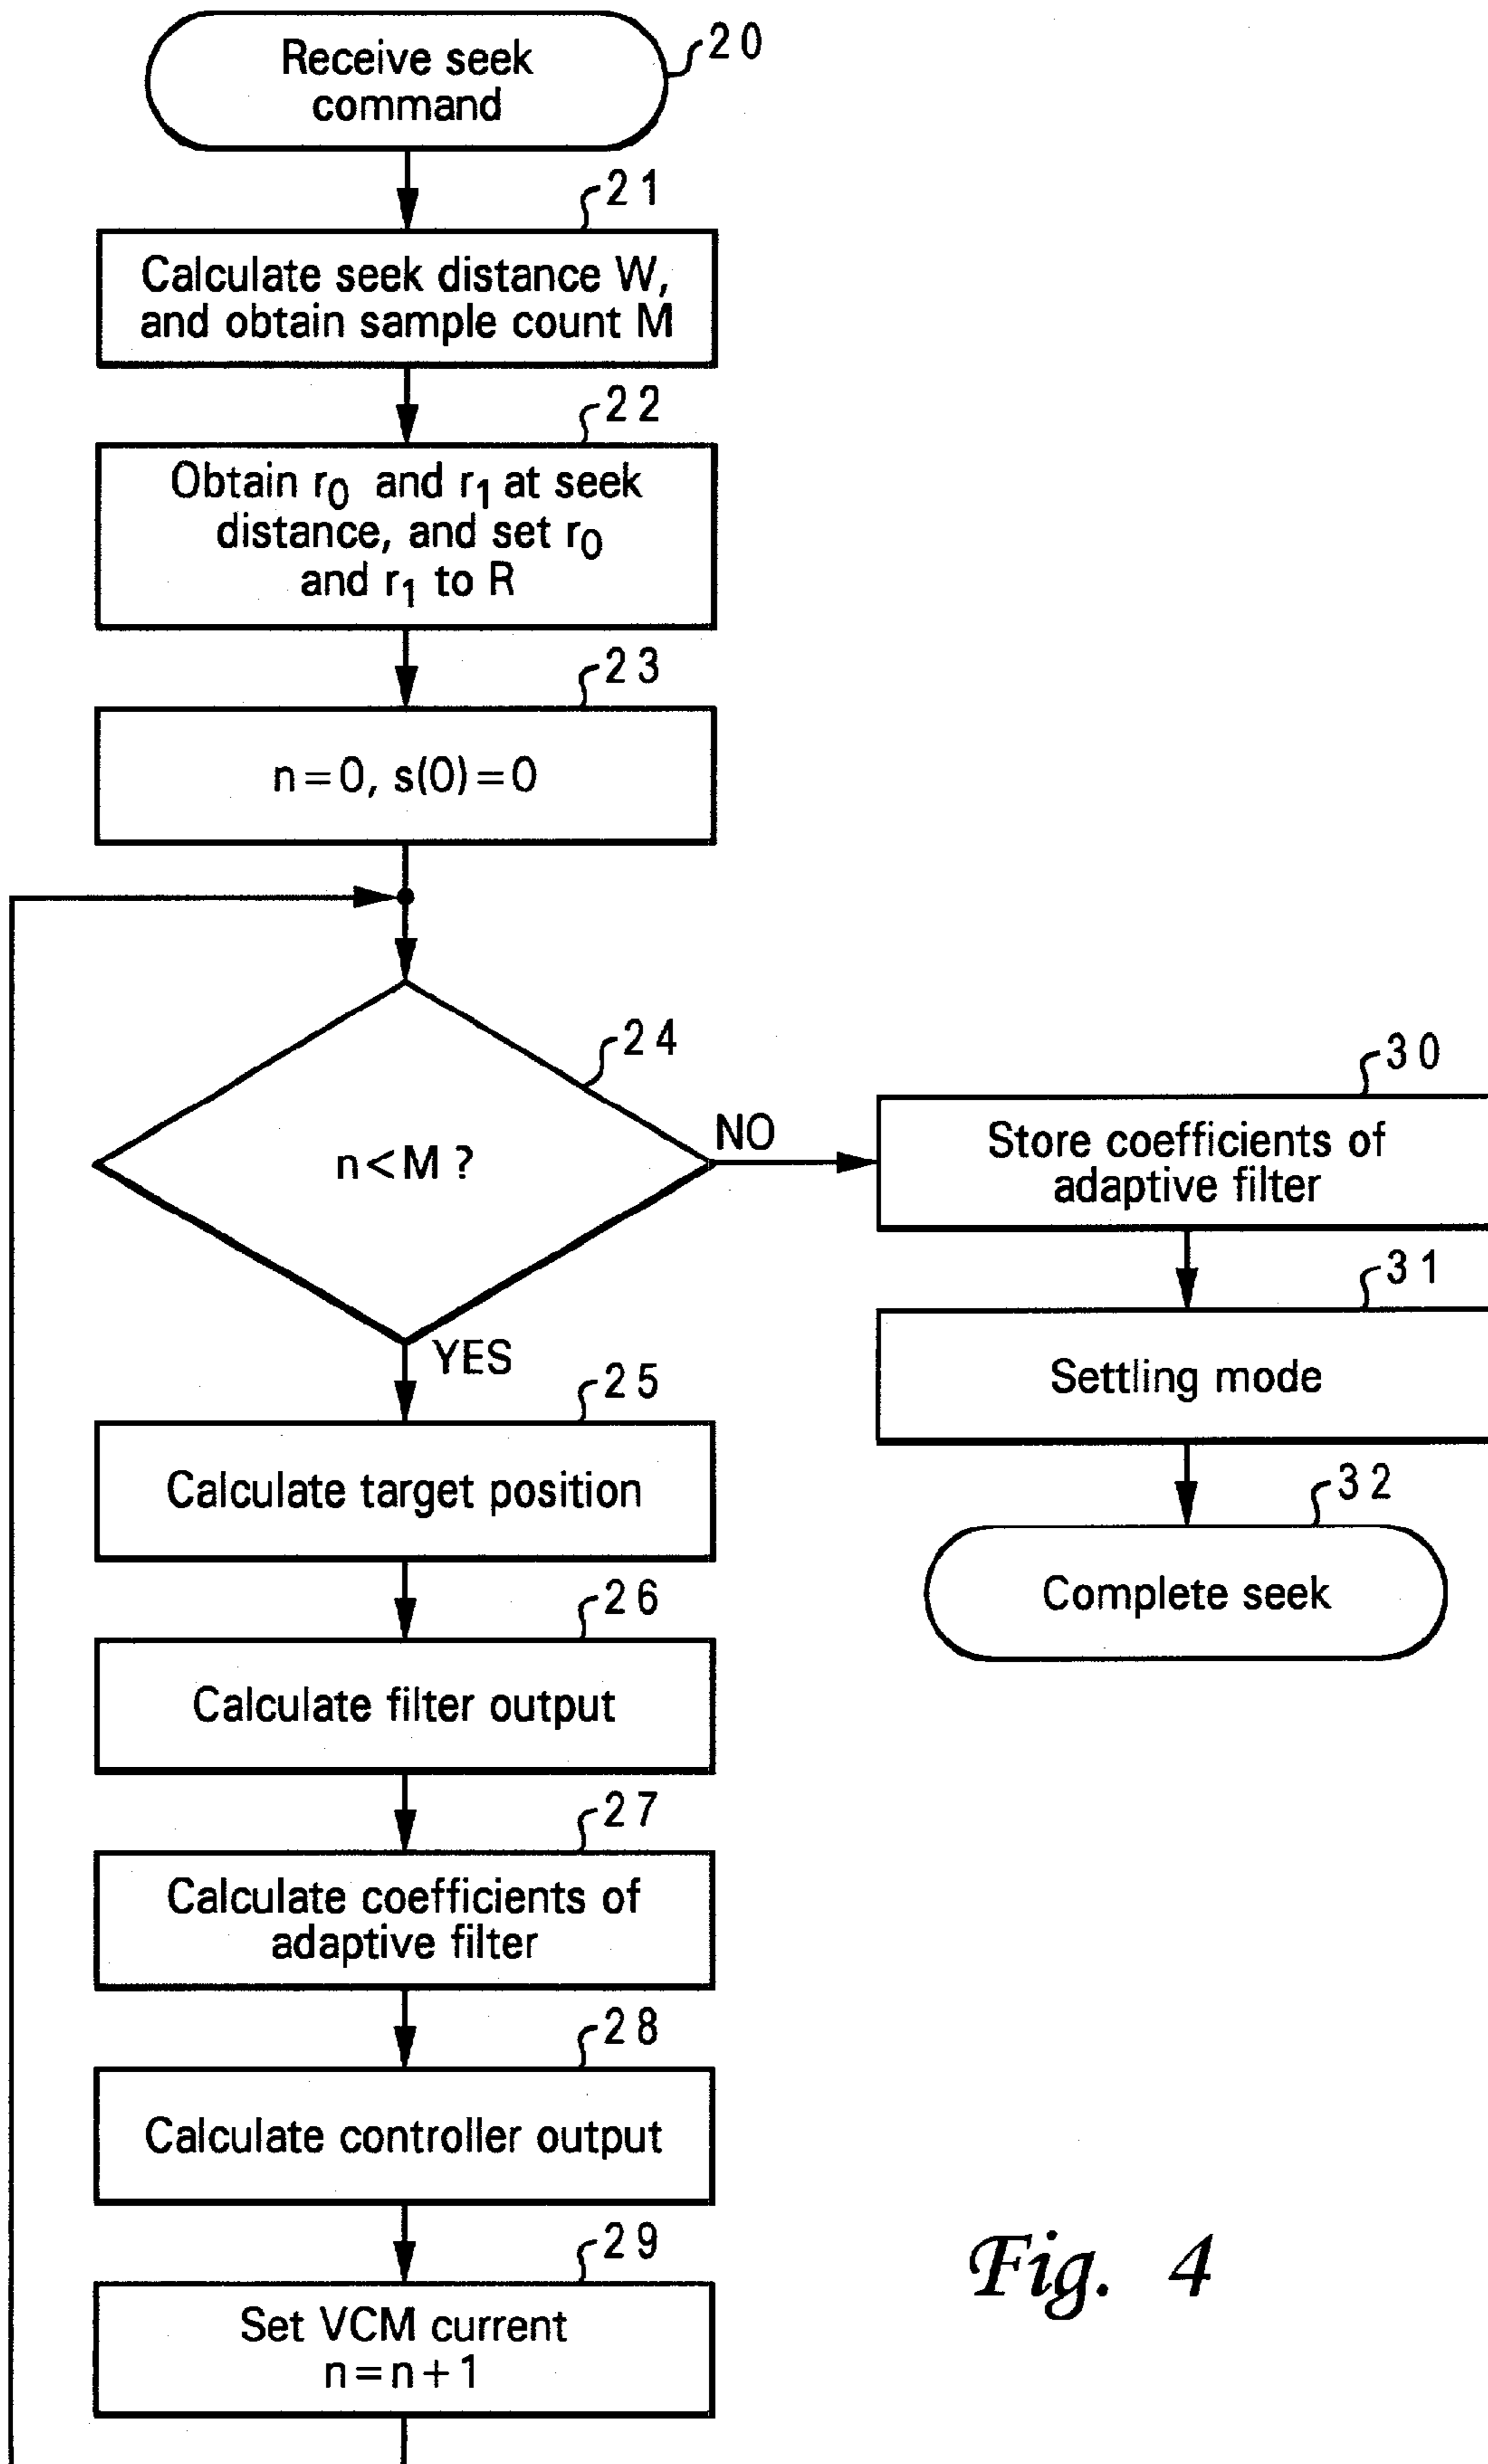 Receive seek
command
20
21
Calculate seek distance W,
and obtain sample count M
22
Obtain r0 and r1 at seek
distance, and set r0
and r1 to R
23
n=0, s(0)=0
24
n<M ?
NO
YES
25
Calculate target position
26
Calculate filter output
27
Calculate coefficients of
adaptive filter
28
Calculate controller output
29
Set VCM current
n=n+1
30
Store coefficients of
adaptive filter
31
Settling mode
32
Complete seek
Fig. 4